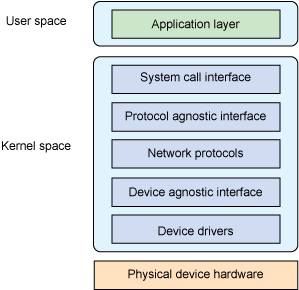 User space
Application layer
System call interface
Protocol agnostic interface
Kernel space
Network protocols
Device agnostic interface
Device drivers
Physical device hardware